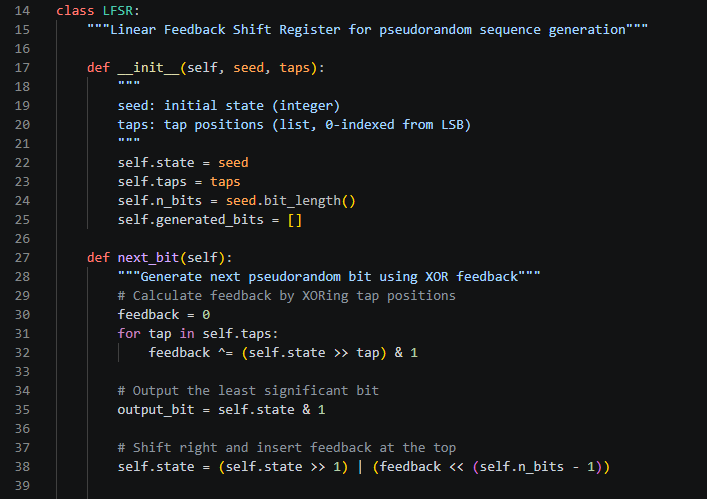 14 class LFSR:
15     """Linear Feedback Shift Register for pseudorandom sequence generation"""
16
17     def __init__(self, seed, taps):
18         """
19         seed: initial state (integer)
20         taps: tap positions (list, 0-indexed from LSB)
21         """
22         self.state = seed
23         self.taps = taps
24         self.n_bits = seed.bit_length()
25         self.generated_bits = []
26
27     def next_bit(self):
28         """Generate next pseudorandom bit using XOR feedback"""
29         # Calculate feedback by XORing tap positions
30         feedback = 0
31         for tap in self.taps:
32             feedback ^= (self.state >> tap) & 1
33
34         # Output the least significant bit
35         output_bit = self.state & 1
36
37         # Shift right and insert feedback at the top
38         self.state = (self.state >> 1) | (feedback << (self.n_bits - 1))
39